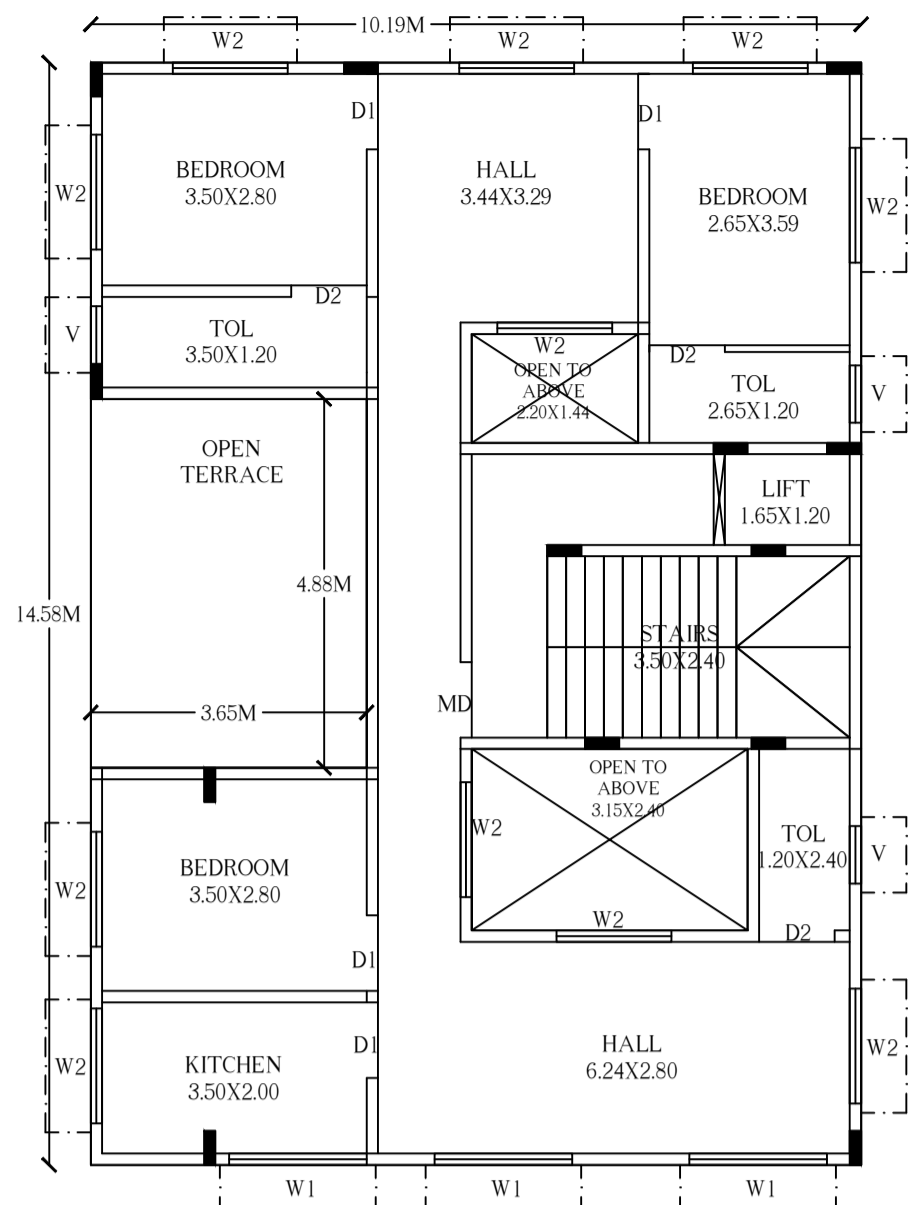 10.19M
W2
W2
W2
D1
D1
BEDROOM
3.50X2.80
HALL
3.44X3.29
BEDROOM
2.65X3.59
W2
W2
D2
V
TOL
3.50X1.20
W2
OPEN TO
ABOVE
2.20X1.44
D2
TOL
2.65X1.20
V
OPEN
TERRACE
LIFT
1.65X1.20
4.88M
14.58M
STAIRS
3.50X2.40
3.65M
MD
OPEN TO
ABOVE
3.15X2.40
W2
TOL
1.20X2.40
V
BEDROOM
3.50X2.80
W2
W2
D2
D1
D1
KITCHEN
3.50X2.00
W2
HALL
6.24X2.80
W2
W1
W1
W1